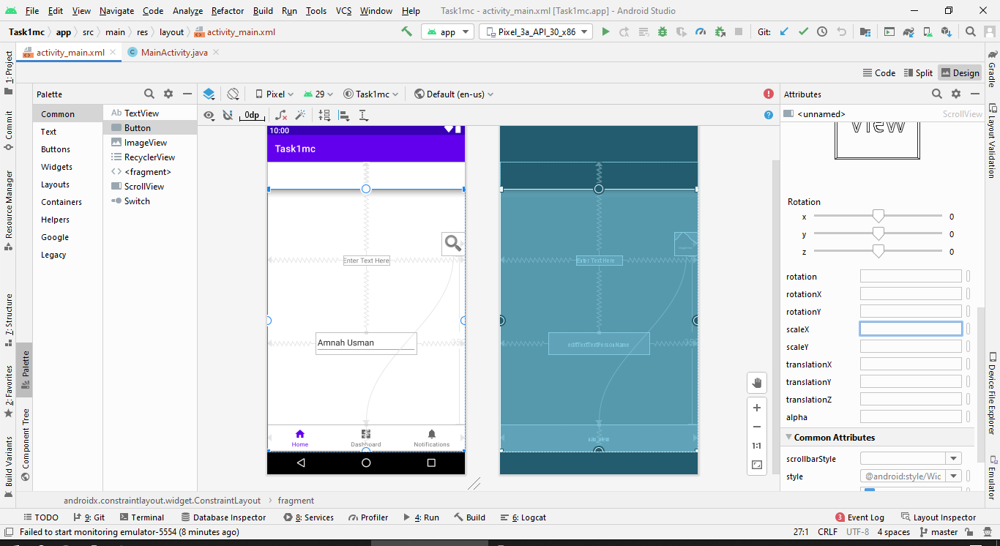 File Edit View Navigate Code Analyze Refactor Build Run Tools VCS Window Help Task1mc - activity_main.xml [Task1mc.app] - Android Studio
Task1mc app src main res layout activity_main.xml app Pixel_3a_API_30_x86 Git:
activity_main.xml MainActivity.java
Code Split Design
1: Project
Commit
Resource Manager
Z: Structure
2: Favorites
Build Variants
Palette
Component Tree
Palette
Common
Text
Buttons
Widgets
Layouts
Containers
Helpers
Google
Legacy
Ab TextView
Button
ImageView
RecyclerView
<fragment>
ScrollView
Switch
Pixel 29 Task1mc Default (en-us)
0dp
10:00
Task1mc
Enter Text Here
Amnah Usman
Home Dashboard Notifications
Enter Text Here
editTextTextPersonName
nav_view
1:1
Attributes
<unnamed> ScrollView
view
Rotation
x 0
y 0
z 0
rotation
rotationX
rotationY
scaleX
scaleY
translationX
translationY
translationZ
alpha
Common Attributes
scrollbarStyle
style @android:style/Wic
Gradle
Layout Validation
Device File Explorer
Emulator
androidx.constraintlayout.widget.ConstraintLayout fragment
TODO 9: Git Terminal Database Inspector 8: Services Profiler 4: Run Build 6: Logcat 3 Event Log Layout Inspector
Failed to start monitoring emulator-5554 (8 minutes ago) 27:1 CRLF UTF-8 4 spaces master